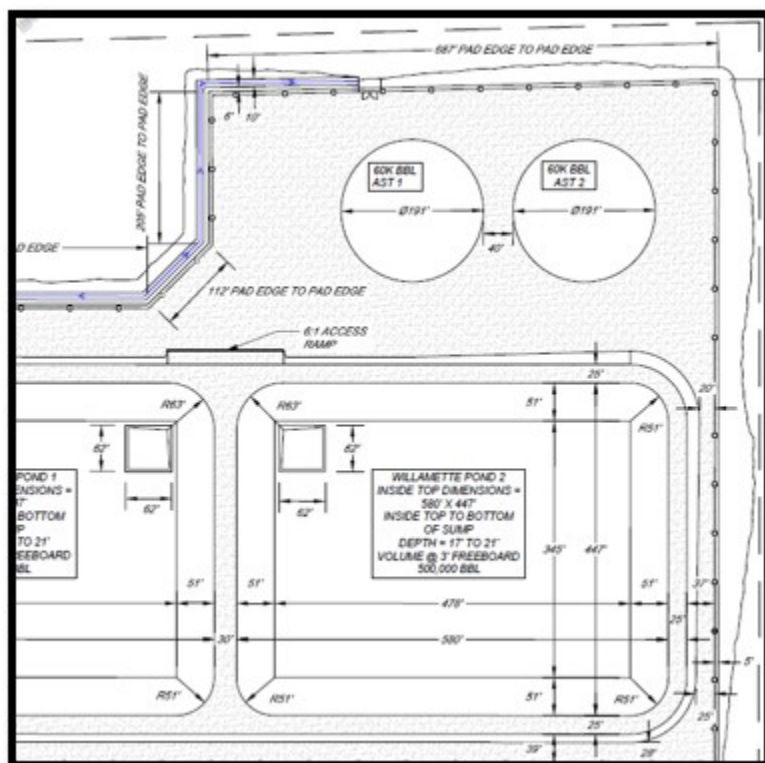 687' PAD EDGE TO PAD EDGE
6"
10'
205' PAD EDGE TO PAD EDGE
60K BBL
AST 1
60K BBL
AST 2
Ø191'
Ø191'
40'
D EDGE
112' PAD EDGE TO PAD EDGE
6:1 ACCESS
RAMP
25'
20'
R63'
R63'
51'
R51'
62'
62'
62'
62'
POND 1
ENSIONS =
7'
BOTTOM
P
TO 21'
REEBOARD
BBL
WILLAMETTE POND 2
INSIDE TOP DIMENSIONS =
580' X 447'
INSIDE TOP TO BOTTOM
OF SUMP
DEPTH = 17' TO 21'
VOLUME @ 3' FREEBOARD
500,000 BBL
345'
447'
51'
51'
478'
51'
37'
25'
30'
580'
5'
R51'
R51'
51'
R51'
25'
25'
39'
28'